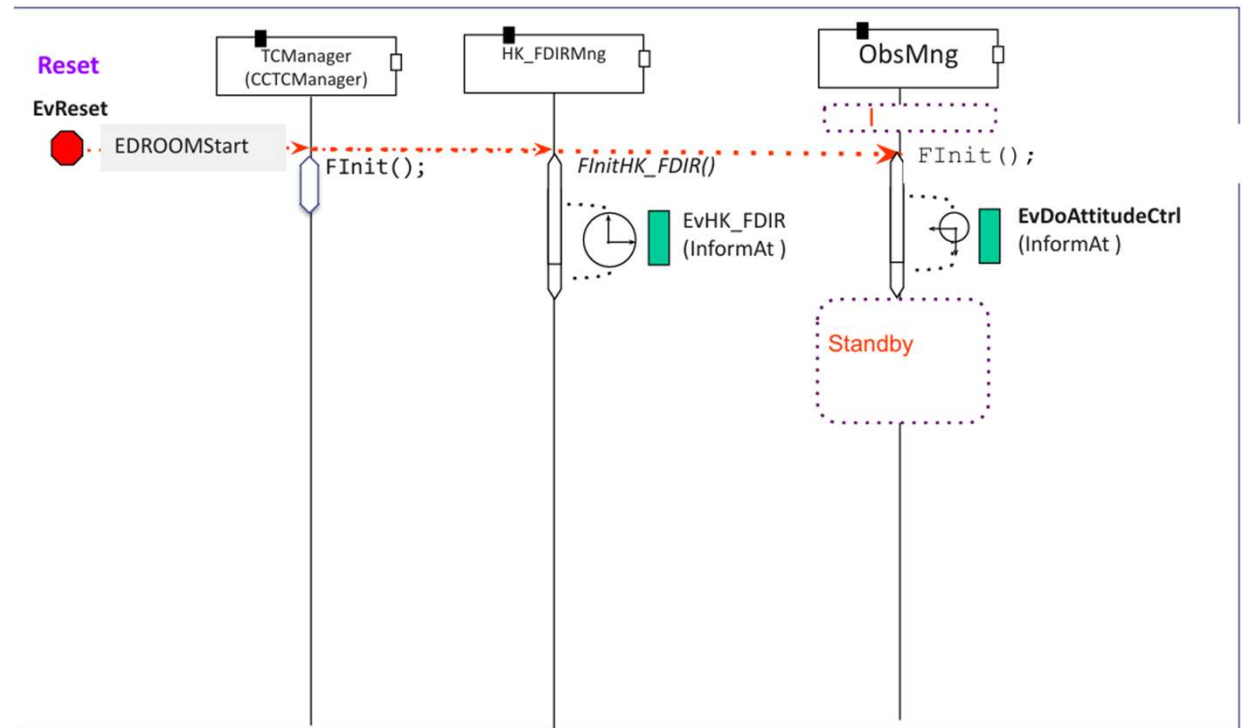 Reset
EvReset
EDROOMStart
TCManager
(CCTCManager)
FInit();
HK_FDIRMng
FInitHK_FDIR()
EvHK_FDIR
(InformAt )
ObsMng
I
FInit();
EvDoAttitudeCtrl
(InformAt )
Standby